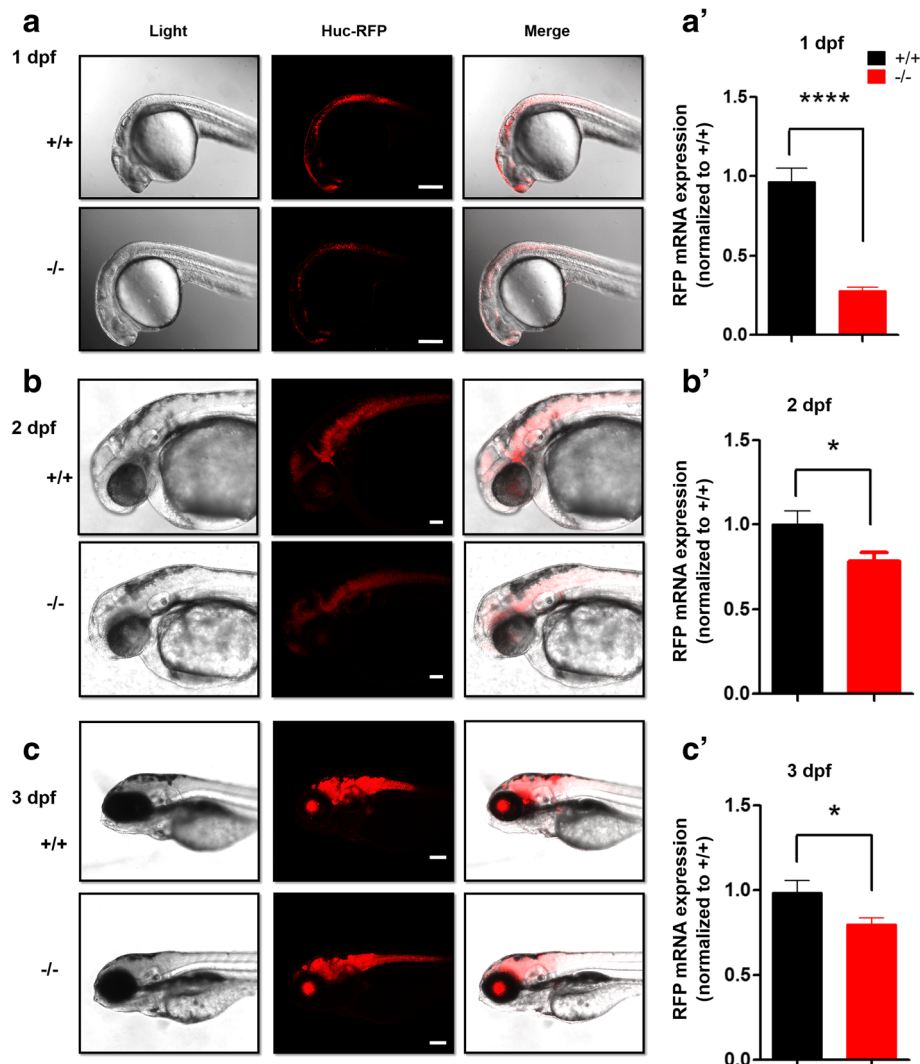 a
Light
Huc-RFP
Merge
1 dpf
+/+
-/-
a’
1 dpf
+/+
-/-
****
RFP mRNA expression
(normalized to +/+)
1.5
1.0
0.5
0.0
b
2 dpf
+/+
-/-
b’
2 dpf
*
RFP mRNA expression
(normalized to +/+)
1.5
1.0
0.5
0.0
c
3 dpf
+/+
-/-
c’
3 dpf
*
RFP mRNA expression
(normalized to +/+)
1.5
1.0
0.5
0.0